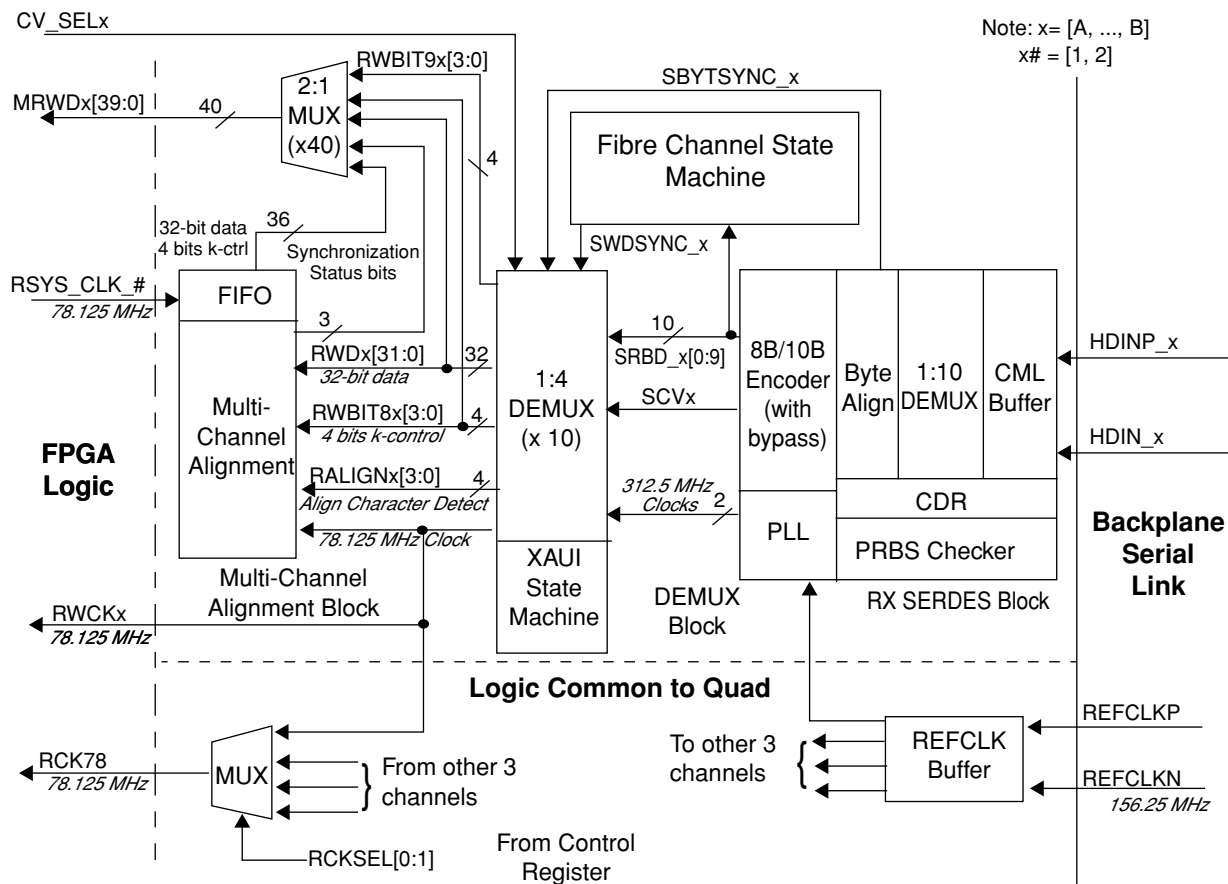 CV_SELx
Note: x= [A, ..., B]
x# = [1, 2]
RWBIT9x[3:0]
SBYTSYNC_x
MRWDx[39:0]
40
2:1
MUX
(x40)
4
Fibre Channel State
Machine
32-bit data
4 bits k-ctrl
36
Synchronization
Status bits
SWDSYNC_x
RSYS_CLK_#
78.125 MHz
FIFO
3
RWDx[31:0]
32
32-bit data
10
SRBD_x[0:9]
8B/10B
Encoder
(with
bypass)
Byte
Align
1:10
DEMUX
CML
Buffer
HDINP_x
1:4
DEMUX
(x 10)
SCVx
Multi-
Channel
Alignment
RWBIT8x[3:0]
4
4 bits k-control
HDIN_x
FPGA
Logic
RALIGNx[3:0]
4
Align Character Detect
312.5 MHz
Clocks
2
CDR
78.125 MHz Clock
PLL
PRBS Checker
Backplane
Serial
Link
XAUI
State
Machine
Multi-Channel
Alignment Block
DEMUX
Block
RX SERDES Block
RWCKx
78.125 MHz
Logic Common to Quad
REFCLKP
RCK78
78.125 MHz
MUX
From other 3
channels
To other 3
channels
REFCLK
Buffer
REFCLKN
156.25 MHz
RCKSEL[0:1]
From Control
Register